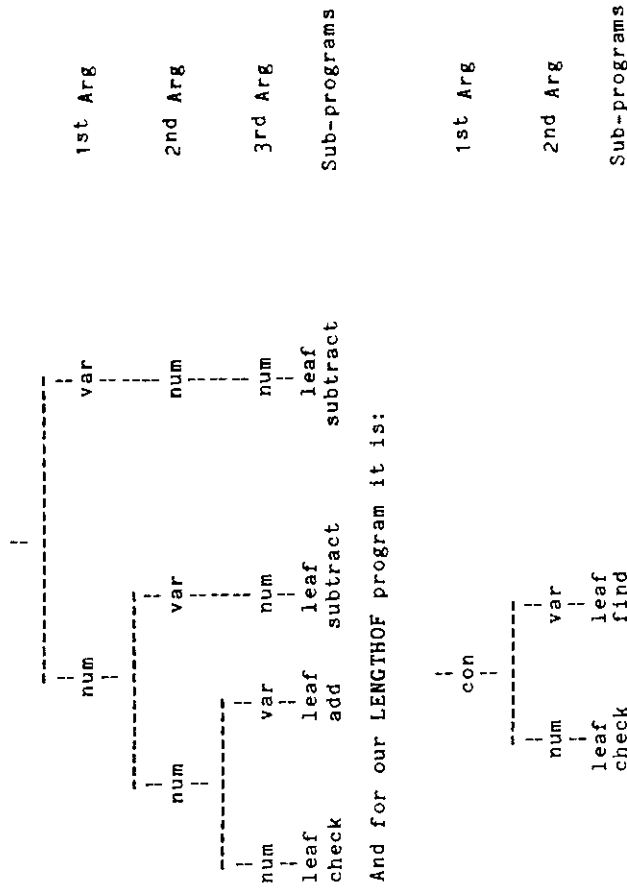 num var 1st Arg
num var num 2nd Arg
num var num num 3rd Arg
leaf leaf leaf leaf
check add subtract subtract Sub-programs
And for our LENGTHOF program it is:
con 1st Arg
num var 2nd Arg
leaf leaf
check find Sub-programs